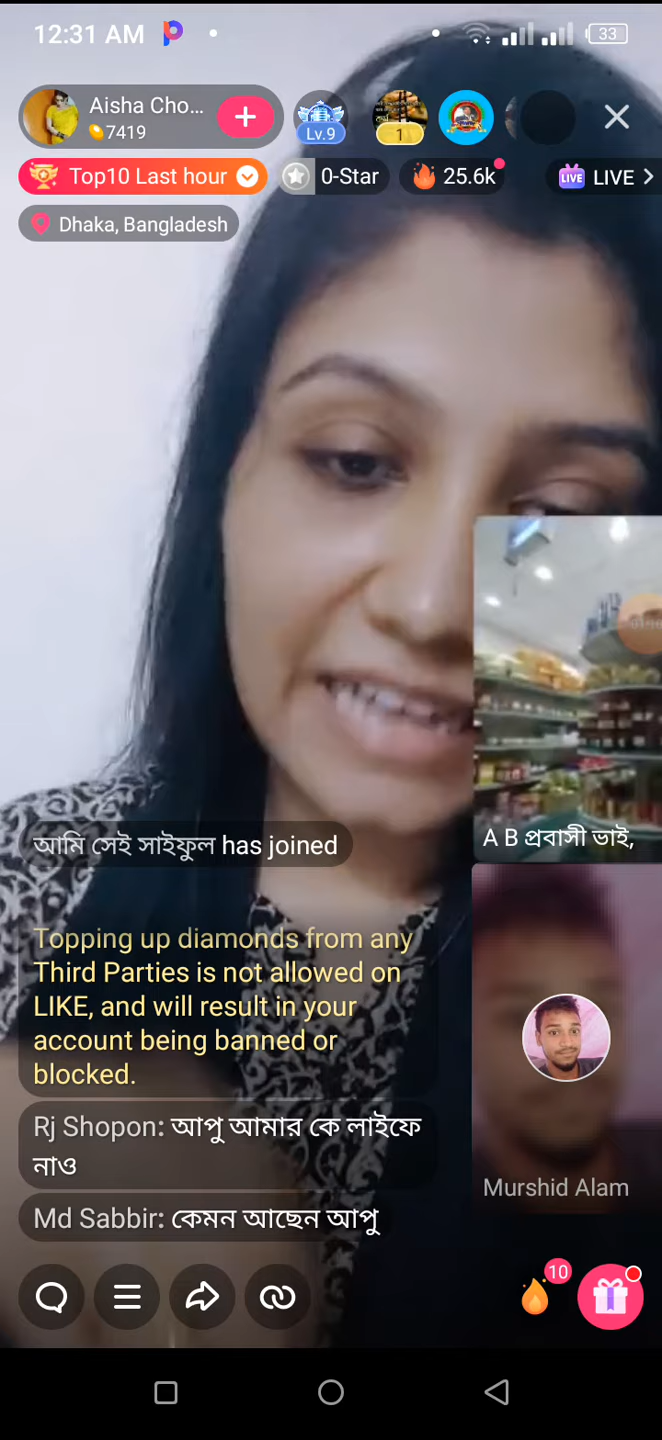 12:31 AM
33
Aisha Cho...
7419
Lv.9
1
Top10 Last hour
0-Star
25.6k
LIVE
LIVE
Dhaka, Bangladesh
A B প্রবাসী ভাই,
আমি সেই সাইফুল has joined
Topping up diamonds from any
Third Parties is not allowed on
LIKE, and will result in your
account being banned or
blocked.
Rj Shopon: আপু আমার কে লাইফে
নাও
Murshid Alam
Md Sabbir: কেমন আছেন আপু
10